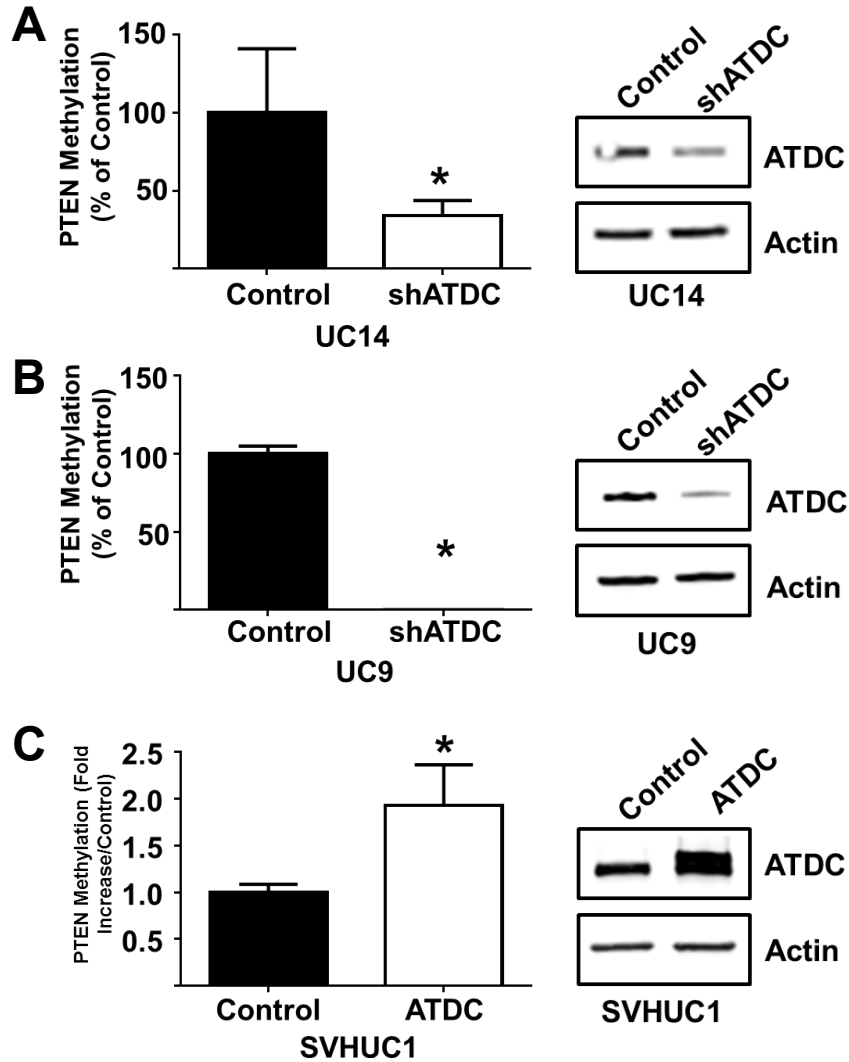 A
PTEN Methylation
(% of Control)
150
100
50
*
Control shATDC
UC14
Control
shATDC
ATDC
Actin
UC14
B
PTEN Methylation
(% of Control)
150
100
50
*
Control shATDC
UC9
Control
shATDC
ATDC
Actin
UC9
C
PTEN Methylation (Fold
Increase/Control)
2.5
2.0
1.5
1.0
0.5
*
Control ATDC
SVHUC1
Control
ATDC
ATDC
Actin
SVHUC1